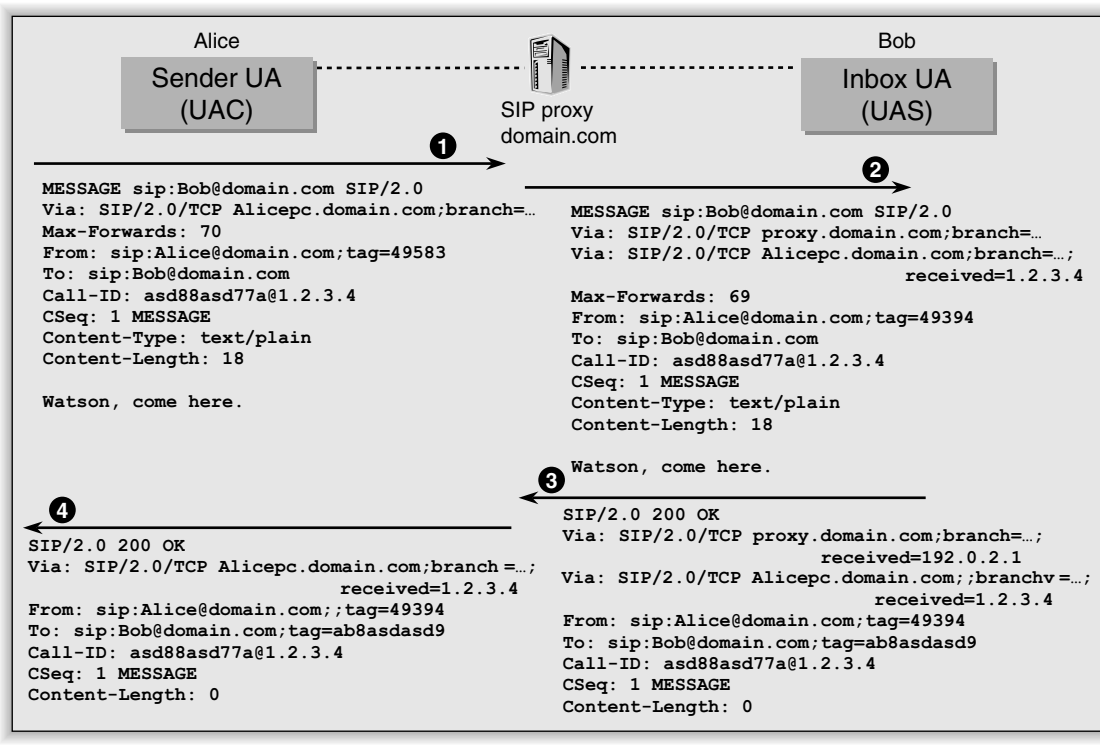 Alice
Sender UA
(UAC)
SIP proxy
domain.com
Bob
Inbox UA
(UAS)
1
MESSAGE sip:Bob@domain.com SIP/2.0
Via: SIP/2.0/TCP Alicepc.domain.com;branch=…
Max-Forwards: 70
From: sip:Alice@domain.com;tag=49583
To: sip:Bob@domain.com
Call-ID: asd88asd77a@1.2.3.4
CSeq: 1 MESSAGE
Content-Type: text/plain
Content-Length: 18
Watson, come here.
2
MESSAGE sip:Bob@domain.com SIP/2.0
Via: SIP/2.0/TCP proxy.domain.com;branch=…
Via: SIP/2.0/TCP Alicepc.domain.com;branch=…;
received=1.2.3.4
Max-Forwards: 69
From: sip:Alice@domain.com;tag=49394
To: sip:Bob@domain.com
Call-ID: asd88asd77a@1.2.3.4
CSeq: 1 MESSAGE
Content-Type: text/plain
Content-Length: 18
Watson, come here.
3
SIP/2.0 200 OK
Via: SIP/2.0/TCP proxy.domain.com;branch=…;
received=192.0.2.1
Via: SIP/2.0/TCP Alicepc.domain.com;;branchv=…;
received=1.2.3.4
From: sip:Alice@domain.com;tag=49394
To: sip:Bob@domain.com;tag=ab8asdasd9
Call-ID: asd88asd77a@1.2.3.4
CSeq: 1 MESSAGE
Content-Length: 0
4
SIP/2.0 200 OK
Via: SIP/2.0/TCP Alicepc.domain.com;branch =…;
received=1.2.3.4
From: sip:Alice@domain.com;;tag=49394
To: sip:Bob@domain.com;tag=ab8asdasd9
Call-ID: asd88asd77a@1.2.3.4
CSeq: 1 MESSAGE
Content-Length: 0